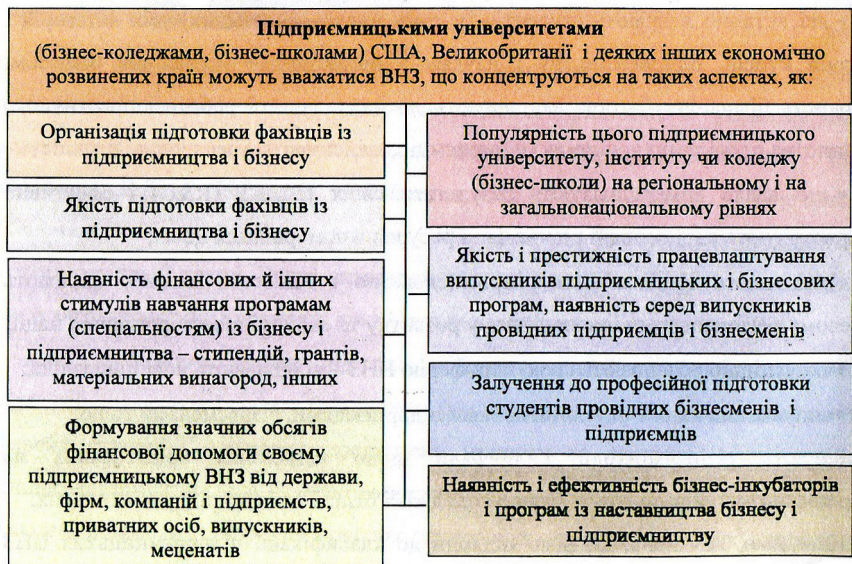 Підприємницькими університетами
(бізнес-коледжами, бізнес-школами) США, Великобританії і деяких інших економічно
розвинених країн можуть вважатися ВНЗ, що концентруються на таких аспектах, як:
Організація підготовки фахівців із
підприємництва і бізнесу
Якість підготовки фахівців із
підприємництва і бізнесу
Наявність фінансових й інших
стимулів навчання програмам
(спеціальностям) із бізнесу і
підприємництва – стипендій, грантів,
матеріальних винагород, інших
Формування значних обсягів
фінансової допомоги своєму
підприємницькому ВНЗ від держави,
фірм, компаній і підприємств,
приватних осіб, випускників,
меценатів
Популярність цього підприємницького
університету, інституту чи коледжу
(бізнес-школи) на регіональному і на
загальнонаціональному рівнях
Якість і престижність працевлаштування
випускників підприємницьких і бізнесових
програм, наявність серед випускників
провідних підприємців і бізнесменів
Залучення до професійної підготовки
студентів провідних бізнесменів і
підприємців
Наявність і ефективність бізнес-інкубаторів
і програм із наставництва бізнесу і
підприємництву